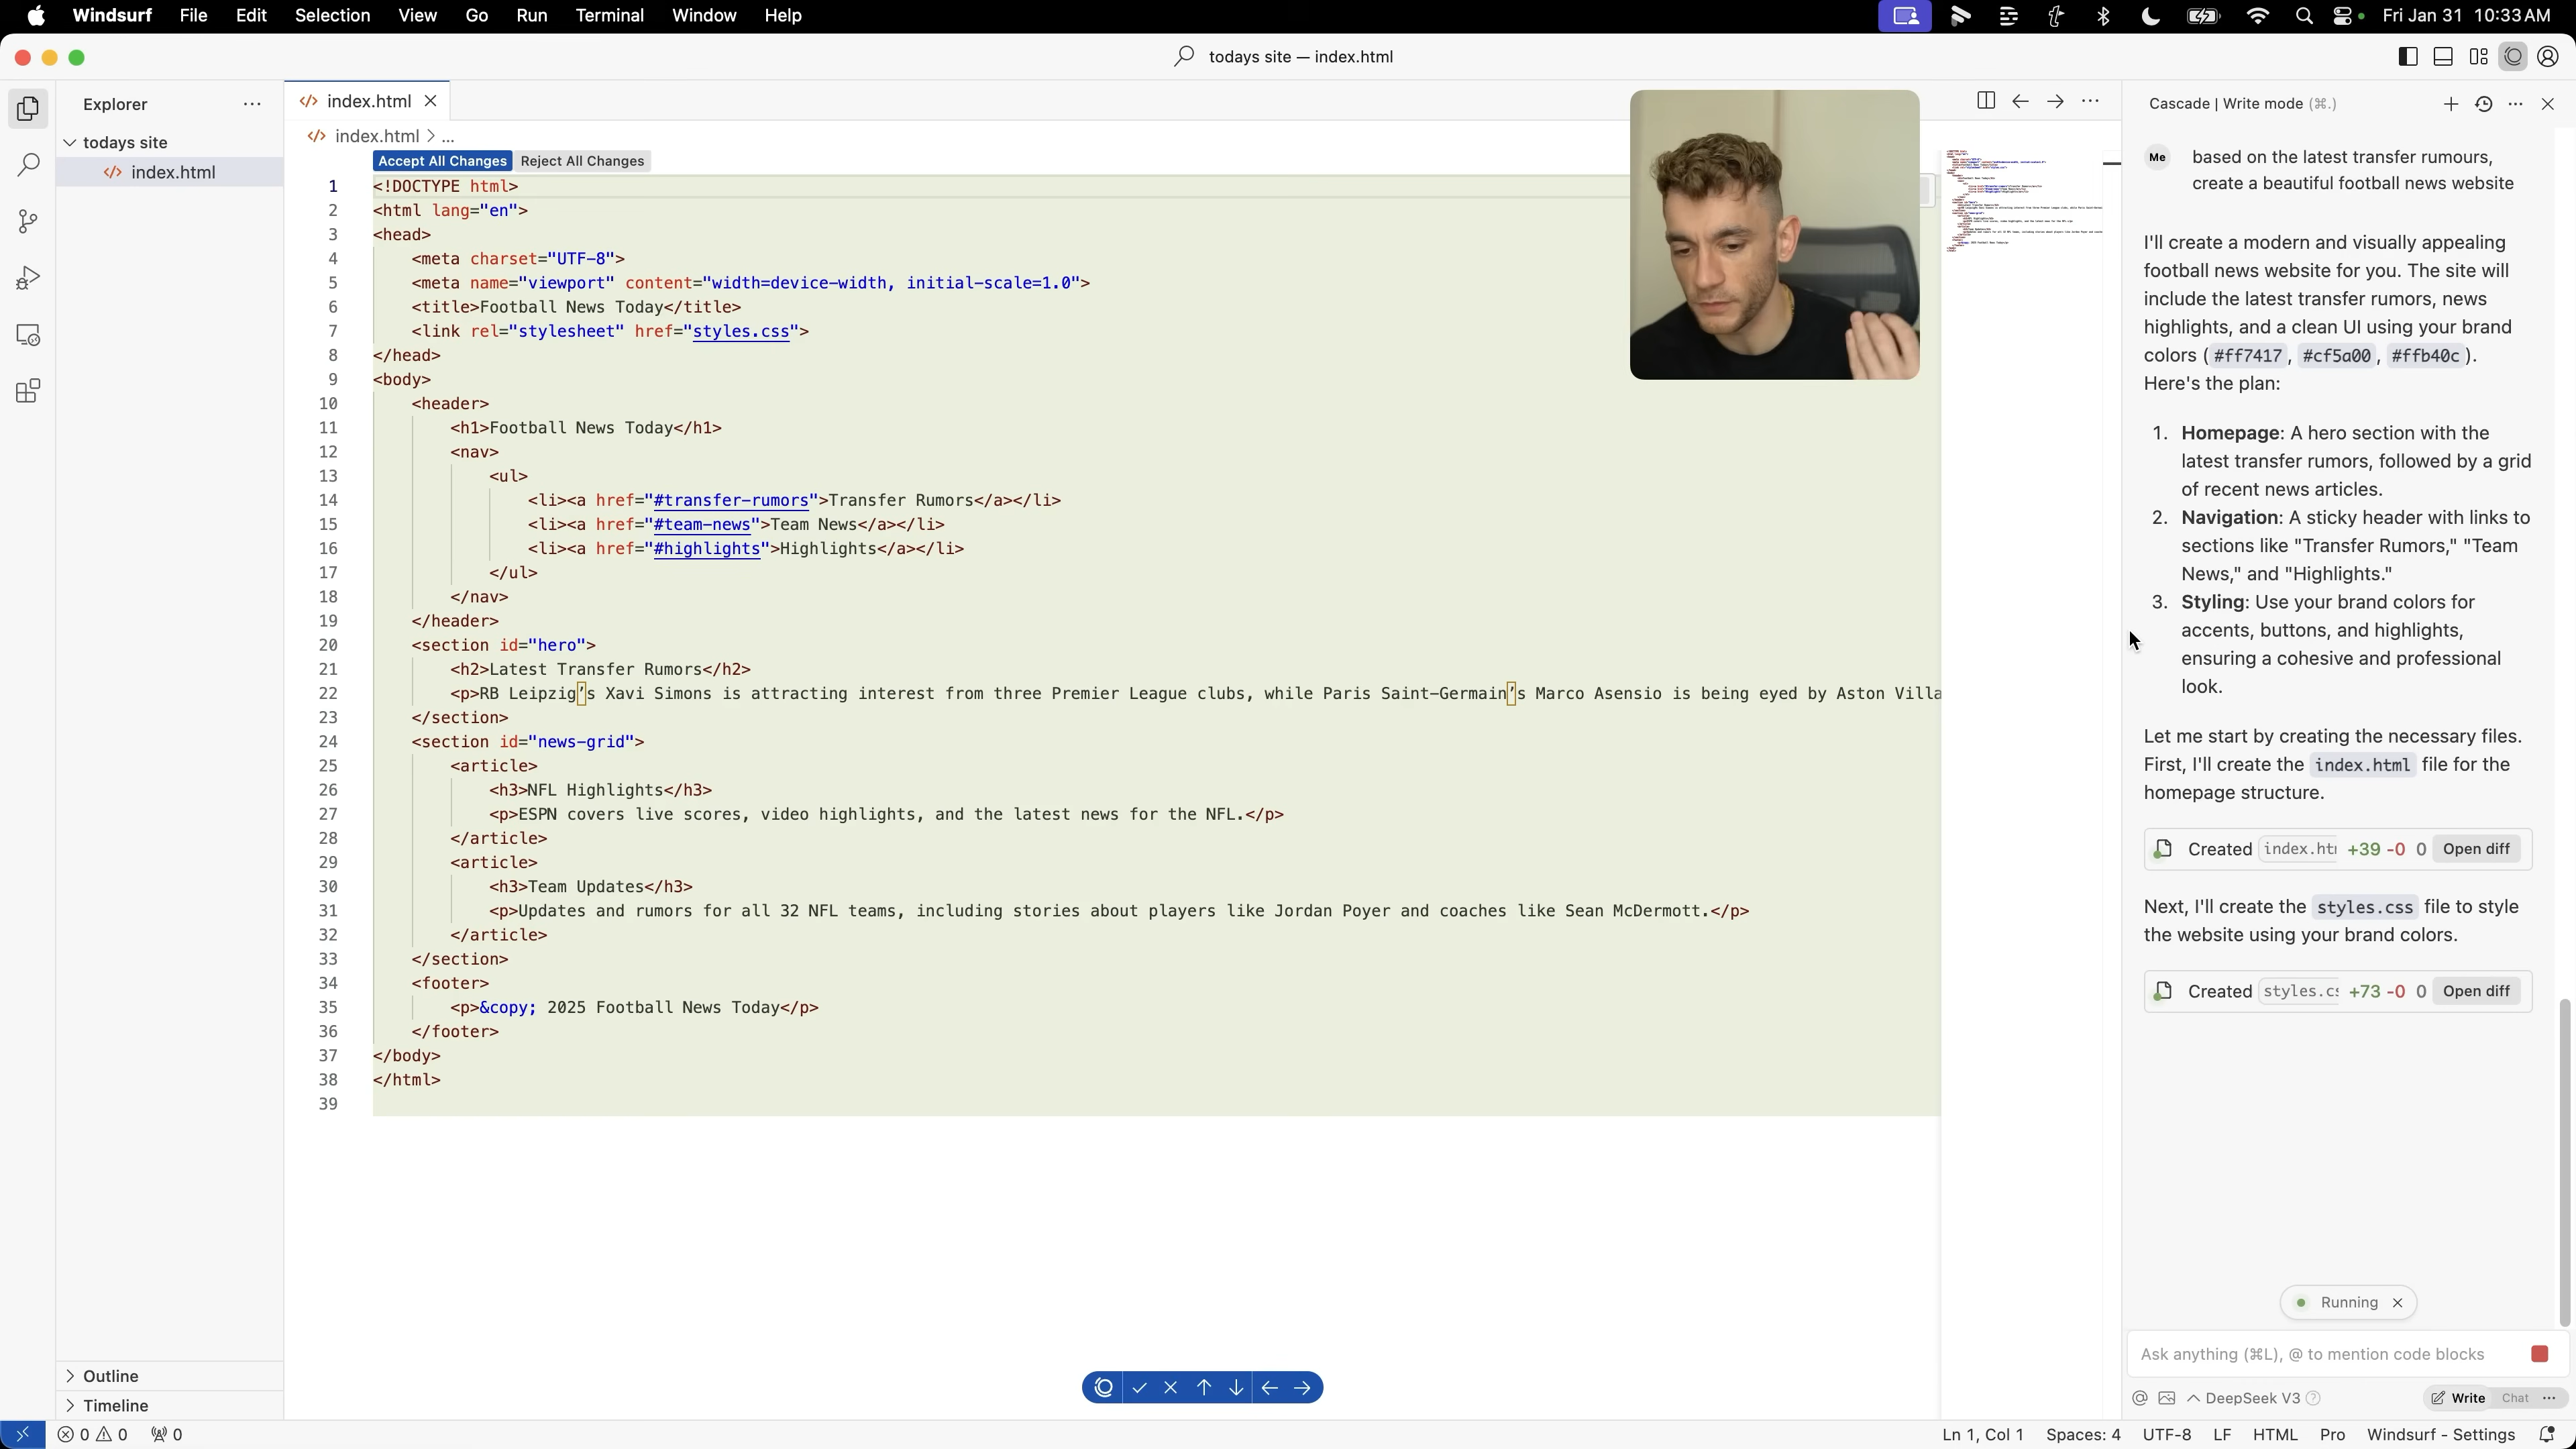 Windsurf File Edit Selection View Go Run Terminal Window Help Fri Jan 31 10:33 AM
todays site — index.html
Explorer
todays site
index.html
Outline
Timeline
index.html
index.html > ...
Accept All Changes Reject All Changes
1 <!DOCTYPE html>
2 <html lang="en">
3 <head>
4 <meta charset="UTF-8">
5 <meta name="viewport" content="width=device-width, initial-scale=1.0">
6 <title>Football News Today</title>
7 <link rel="stylesheet" href="styles.css">
8 </head>
9 <body>
10 <header>
11 <h1>Football News Today</h1>
12 <nav>
13 <ul>
14 <li><a href="#transfer-rumors">Transfer Rumors</a></li>
15 <li><a href="#team-news">Team News</a></li>
16 <li><a href="#highlights">Highlights</a></li>
17 </ul>
18 </nav>
19 </header>
20 <section id="hero">
21 <h2>Latest Transfer Rumors</h2>
22 <p>RB Leipzig’s Xavi Simons is attracting interest from three Premier League clubs, while Paris Saint-Germain’s Marco Asensio is being eyed by Aston Villa
23 </section>
24 <section id="news-grid">
25 <article>
26 <h3>NFL Highlights</h3>
27 <p>ESPN covers live scores, video highlights, and the latest news for the NFL.</p>
28 </article>
29 <article>
30 <h3>Team Updates</h3>
31 <p>Updates and rumors for all 32 NFL teams, including stories about players like Jordan Poyer and coaches like Sean McDermott.</p>
32 </article>
33 </section>
34 <footer>
35 <p>&copy; 2025 Football News Today</p>
36 </footer>
37 </body>
38 </html>
39
Cascade | Write mode (⌘.)
Me
based on the latest transfer rumours,
create a beautiful football news website
I'll create a modern and visually appealing
football news website for you. The site will
include the latest transfer rumors, news
highlights, and a clean UI using your brand
colors ( #ff7417 , #cf5a00 , #ffb40c ).
Here's the plan:
1. Homepage: A hero section with the
latest transfer rumors, followed by a grid
of recent news articles.
2. Navigation: A sticky header with links to
sections like "Transfer Rumors," "Team
News," and "Highlights."
3. Styling: Use your brand colors for
accents, buttons, and highlights,
ensuring a cohesive and professional
look.
Let me start by creating the necessary files.
First, I'll create the index.html file for the
homepage structure.
Created index.ht +39 -0 0 Open diff
Next, I'll create the styles.css file to style
the website using your brand colors.
Created styles.cs +73 -0 0 Open diff
Running
Ask anything (⌘L), @ to mention code blocks
DeepSeek V3 Write Chat
0 0 0 Ln 1, Col 1 Spaces: 4 UTF-8 LF HTML Pro Windsurf - Settings